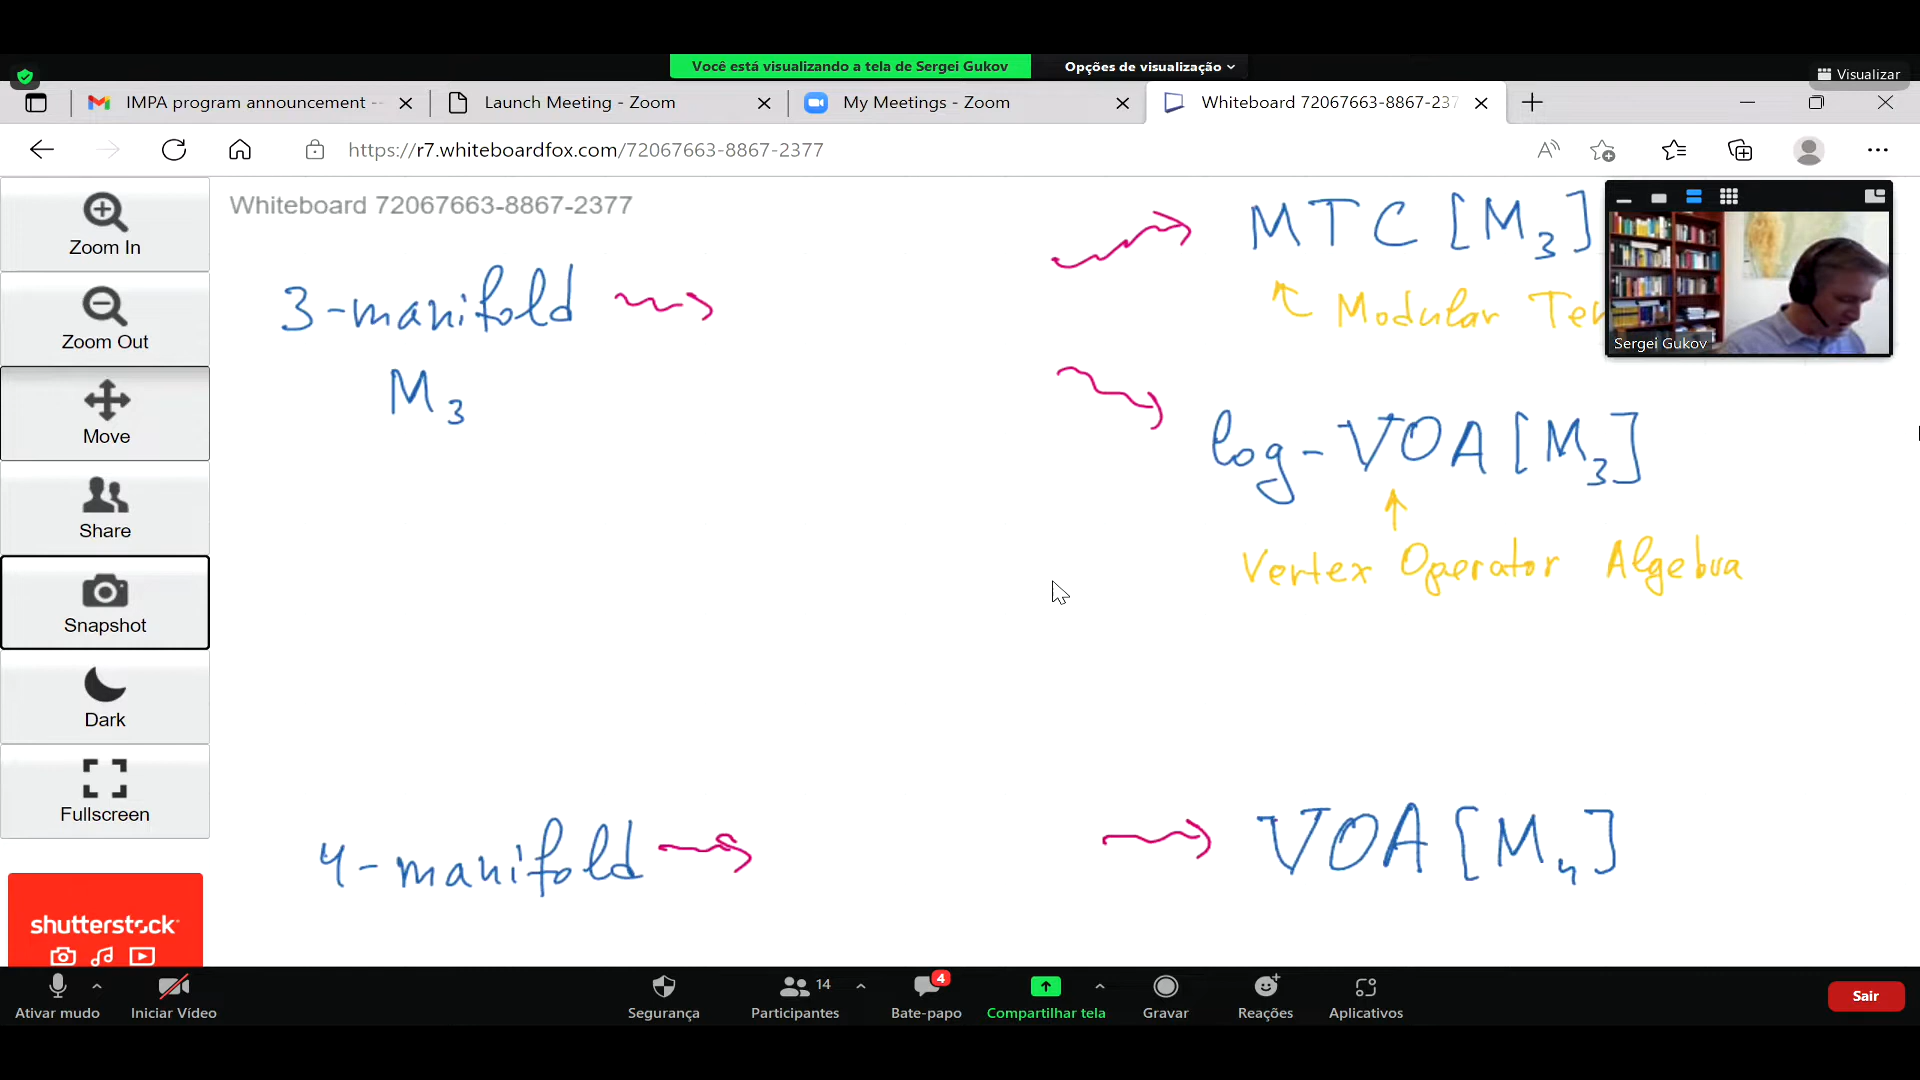 Você está visualizando a tela de Sergei Gukov
Opções de visualização
Visualizar
IMPA program announcement -
Launch Meeting - Zoom
My Meetings - Zoom
Whiteboard 72067663-8867-237
https://r7.whiteboardfox.com/72067663-8867-2377
Whiteboard 72067663-8867-2377
Zoom In
Zoom Out
Move
Share
Snapshot
Dark
Fullscreen
shutterstock
MTC [M₃]
Modular Ten
Sergei Gukov
3-manifold
M₃
log-VOA [M₃]
Vertex Operator Algebra
4-manifold
VOA [M₄]
Ativar mudo
Iniciar Vídeo
Segurança
14
Participantes
4
Bate-papo
Compartilhar tela
Gravar
Reações
Aplicativos
Sair